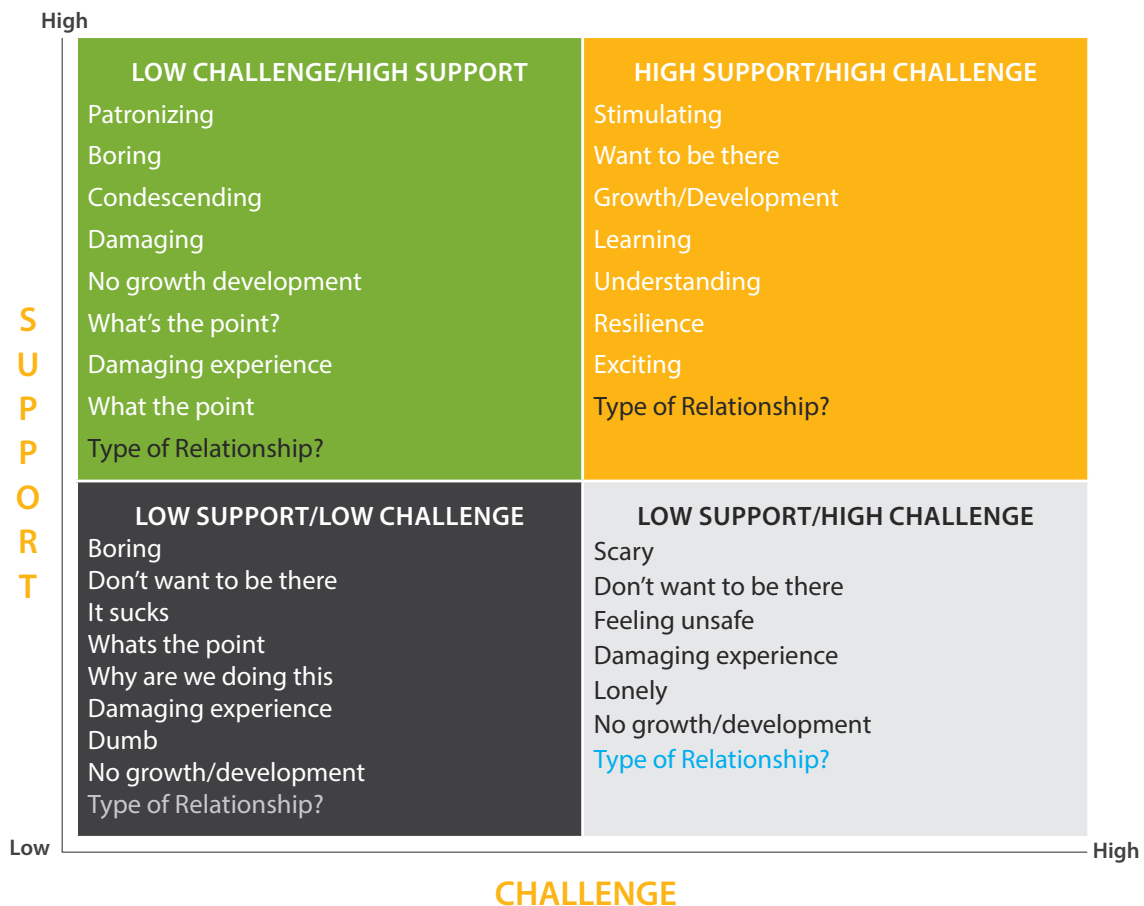 High
LOW CHALLENGE/HIGH SUPPORT
Patronizing
Boring
Condescending
Damaging
No growth development
What's the point?
Damaging experience
What the point
Type of Relationship?
HIGH SUPPORT/HIGH CHALLENGE
Stimulating
Want to be there
Growth/Development
Learning
Understanding
Resilience
Exciting
Type of Relationship?
SUPPORT
LOW SUPPORT/LOW CHALLENGE
Boring
Don't want to be there
It sucks
Whats the point
Why are we doing this
Damaging experience
Dumb
No growth/development
Type of Relationship?
LOW SUPPORT/HIGH CHALLENGE
Scary
Don't want to be there
Feeling unsafe
Damaging experience
Lonely
No growth/development
Type of Relationship?
Low
High
CHALLENGE